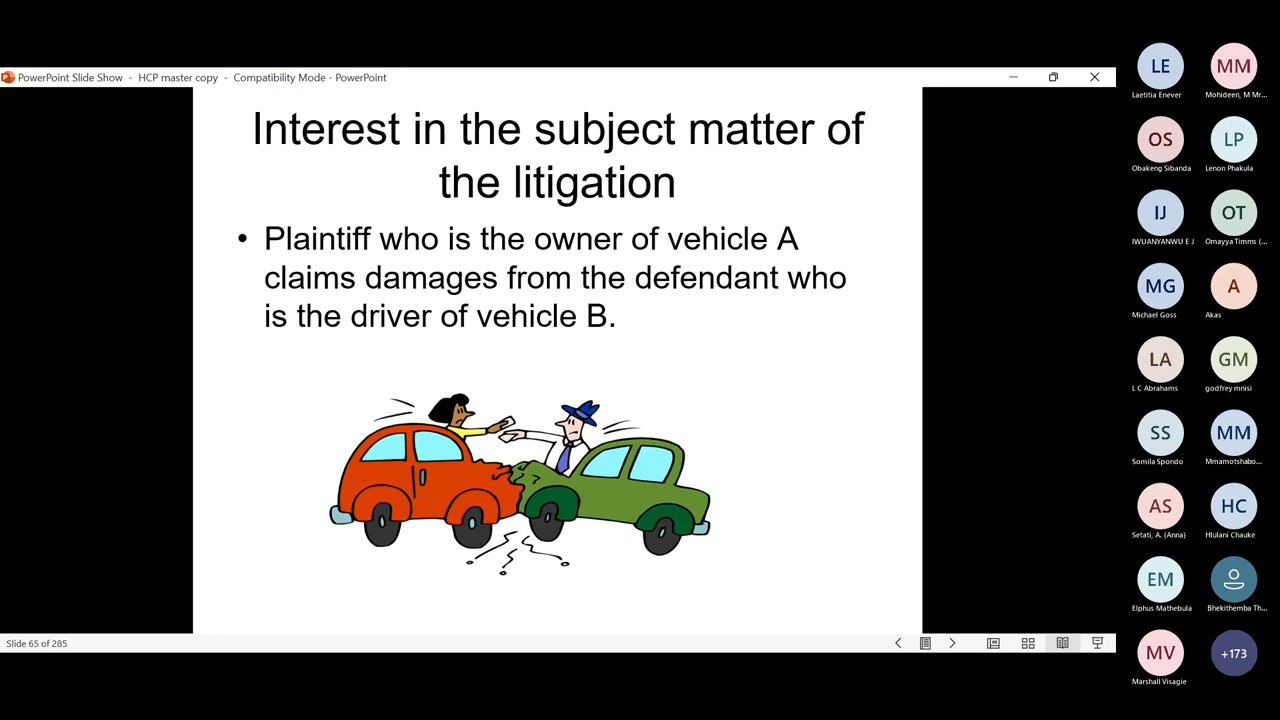 PowerPoint Slide Show - HCP master copy - Compatibility Mode - PowerPoint
Interest in the subject matter of
the litigation
• Plaintiff who is the owner of vehicle A
claims damages from the defendant who
is the driver of vehicle B.
Slide 65 of 285
LE
MM
Laetitia Enever
Mohideen, M Mr...
OS
LP
Obakeng Sibanda
Lenon Phakula
IJ
OT
IWUANYANWU E J
Omayya Timms (...
MG
A
Michael Goss
Akas
LA
GM
L C Abrahams
godfrey mnisi
SS
MM
Somila Spondo
Mmamotshabo...
AS
HC
Setati, A. (Anna)
Hlulani Chauke
EM
Elphus Mathebula
Bhekithemba Th...
MV
+173
Marshall Visagie